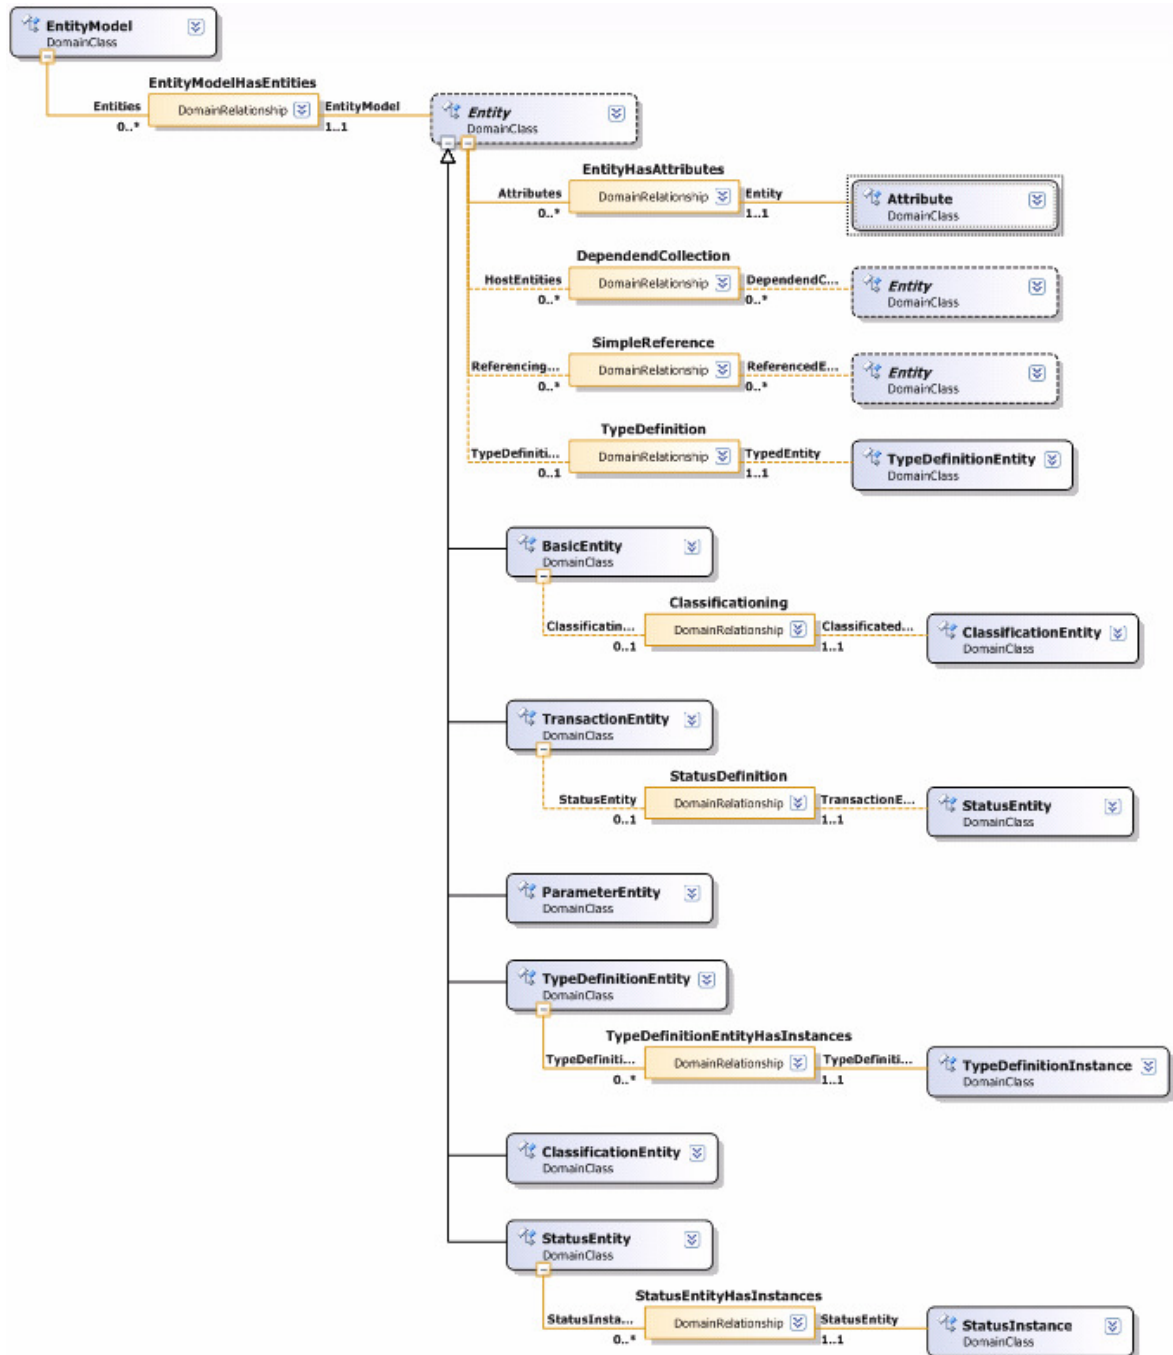 EntityModel
DomainClass
EntityModelHasEntities
Entities
DomainRelationship
EntityModel
0..*
1..1
Entity
DomainClass
EntityHasAttributes
Attributes
DomainRelationship
Entity
0..*
1..1
Attribute
DomainClass
DependendCollection
HostEntities
DomainRelationship
DependendC...
0..*
0..*
Entity
DomainClass
SimpleReference
Referencing...
DomainRelationship
ReferencedE...
0..*
0..*
Entity
DomainClass
TypeDefinition
TypeDefiniti...
DomainRelationship
TypedEntity
0..1
1..1
TypeDefinitionEntity
DomainClass
BasicEntity
DomainClass
Classificationing
Classificatin...
DomainRelationship
Classificated...
0..1
1..1
ClassificationEntity
DomainClass
TransactionEntity
DomainClass
StatusDefinition
StatusEntity
DomainRelationship
TransactionE...
0..1
1..1
StatusEntity
DomainClass
ParameterEntity
DomainClass
TypeDefinitionEntity
DomainClass
TypeDefinitionEntityHasInstances
TypeDefiniti...
DomainRelationship
TypeDefiniti...
0..*
1..1
TypeDefinitionInstance
DomainClass
ClassificationEntity
DomainClass
StatusEntity
DomainClass
StatusEntityHasInstances
StatusInsta...
DomainRelationship
StatusEntity
0..*
1..1
StatusInstance
DomainClass